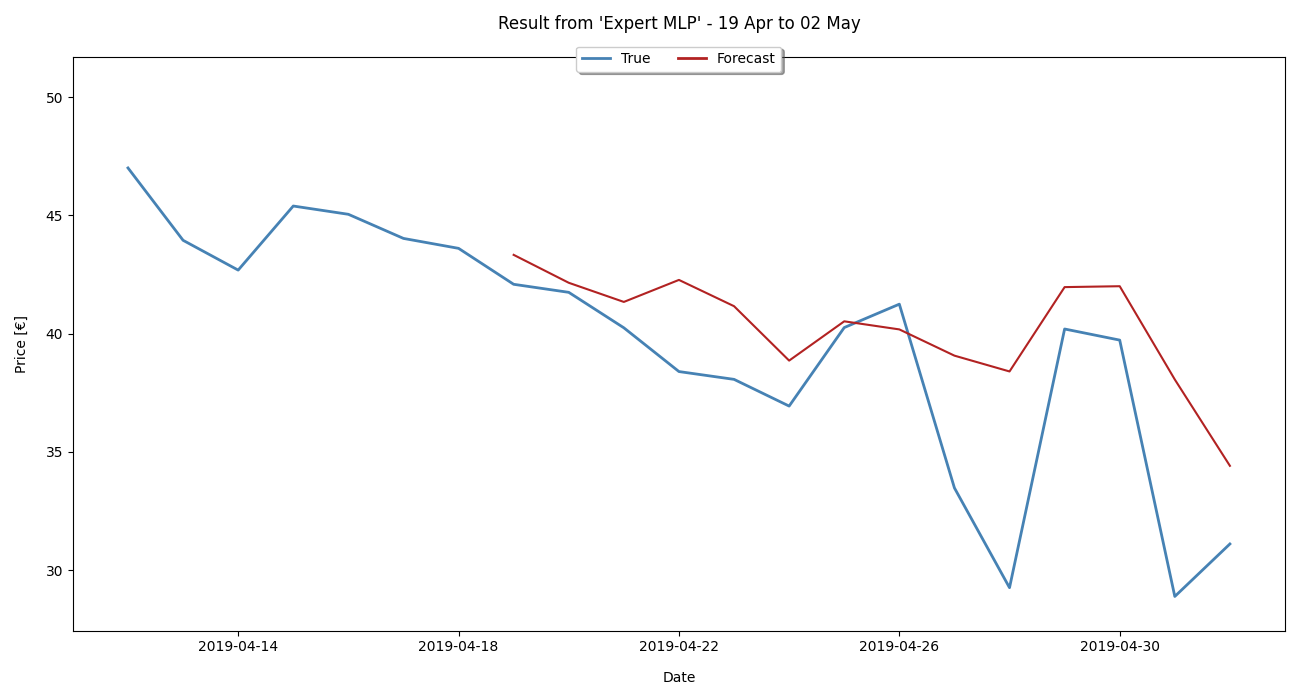 Result from 'Expert MLP' - 19 Apr to 02 May
True Forecast
50
45
40
35
30
Price [€]
2019-04-14 2019-04-18 2019-04-22 2019-04-26 2019-04-30
Date